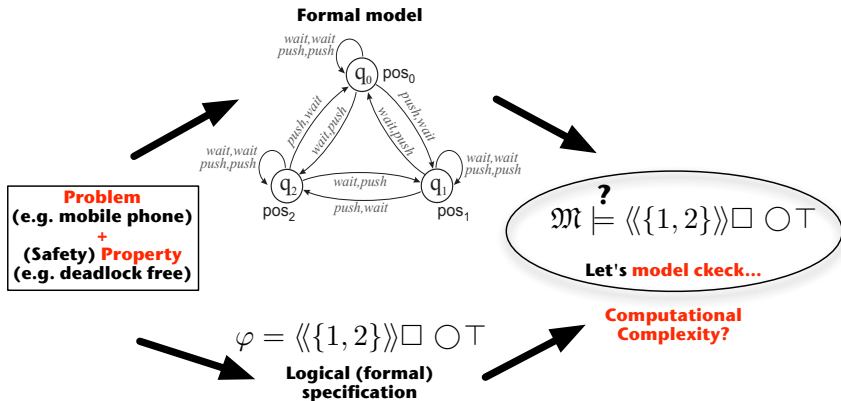 Formal model
wait,wait
push,push
q0
pos0
push,wait
wait,push
push,wait
wait,push
wait,wait
push,push
q2
pos2
wait,push
push,wait
q1
pos1
wait,wait
push,push
Problem
(e.g. mobile phone)
+
(Safety) Property
(e.g. deadlock free)
?
𝔐 ⊨ ⟨⟨{1, 2}⟩⟩□ ○⊤
Let's model ckeck...
Computational
Complexity?
φ = ⟨⟨{1, 2}⟩⟩□ ○⊤
Logical (formal)
specification